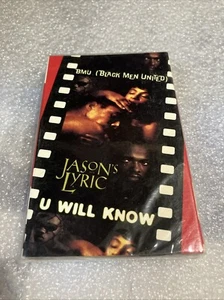 BMU (BLACK MEN UNITED)
JASON'S
LYRIC
U WILL KNOW